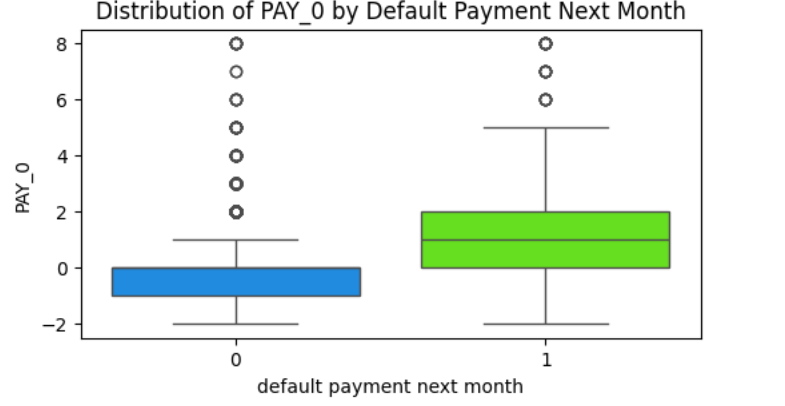 Distribution of PAY_0 by Default Payment Next Month
8
6
4
2
0
−2
PAY_0
0 1
default payment next month